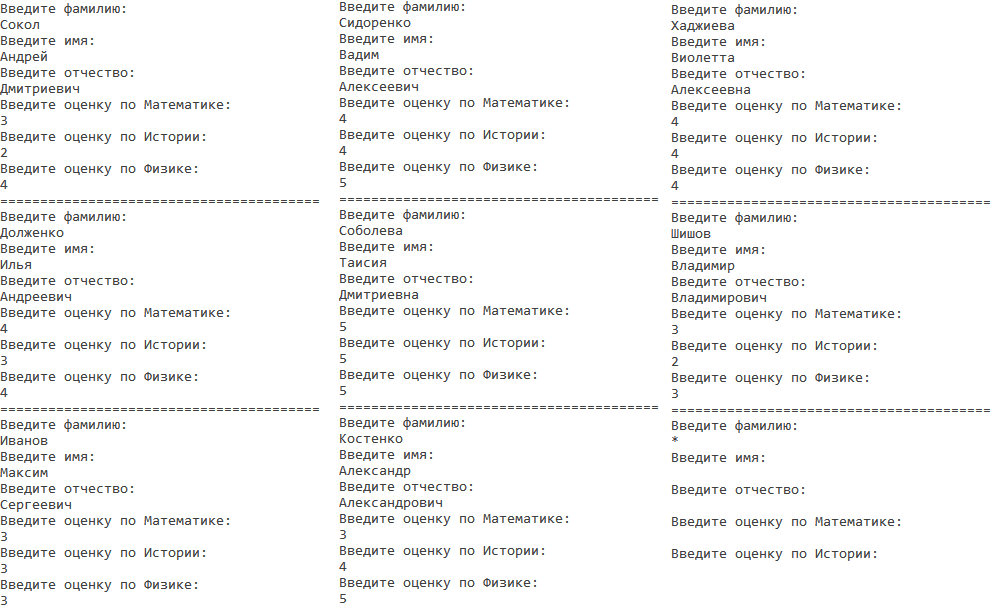 Введите фамилию:
Сокол
Введите имя:
Андрей
Введите отчество:
Дмитриевич
Введите оценку по Математике:
3
Введите оценку по Истории:
2
Введите оценку по Физике:
4
========================================
Введите фамилию:
Долженко
Введите имя:
Илья
Введите отчество:
Андреевич
Введите оценку по Математике:
4
Введите оценку по Истории:
3
Введите оценку по Физике:
4
========================================
Введите фамилию:
Иванов
Введите имя:
Максим
Введите отчество:
Сергеевич
Введите оценку по Математике:
3
Введите оценку по Истории:
3
Введите оценку по Физике:
3
Введите фамилию:
Сидоренко
Введите имя:
Вадим
Введите отчество:
Алексеевич
Введите оценку по Математике:
4
Введите оценку по Истории:
4
Введите оценку по Физике:
5
========================================
Введите фамилию:
Соболева
Введите имя:
Таисия
Введите отчество:
Дмитриевна
Введите оценку по Математике:
5
Введите оценку по Истории:
5
Введите оценку по Физике:
5
========================================
Введите фамилию:
Костенко
Введите имя:
Александр
Введите отчество:
Александрович
Введите оценку по Математике:
3
Введите оценку по Истории:
4
Введите оценку по Физике:
5
Введите фамилию:
Хаджиева
Введите имя:
Виолетта
Введите отчество:
Алексеевна
Введите оценку по Математике:
4
Введите оценку по Истории:
4
Введите оценку по Физике:
4
========================================
Введите фамилию:
Шишов
Введите имя:
Владимир
Введите отчество:
Владимирович
Введите оценку по Математике:
3
Введите оценку по Истории:
2
Введите оценку по Физике:
3
========================================
Введите фамилию:
*
Введите имя:
Введите отчество:
Введите оценку по Математике:
Введите оценку по Истории: